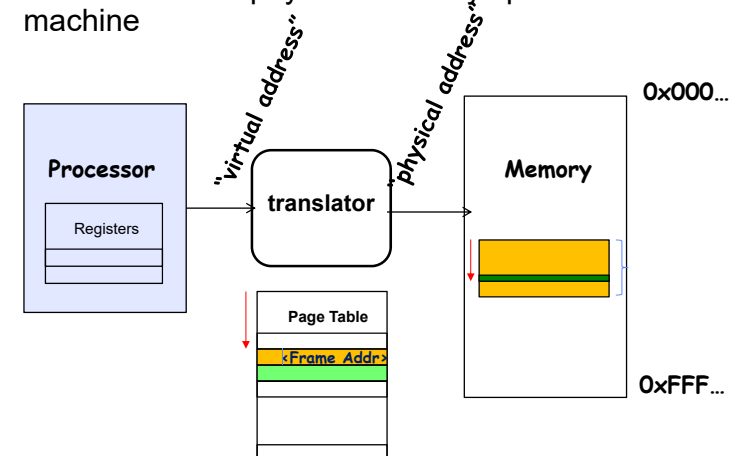 machine
"virtual address"
"physical address"
0x000...
Processor
Memory
translator
Registers
Page Table
<Frame Addr>
0xFFF...